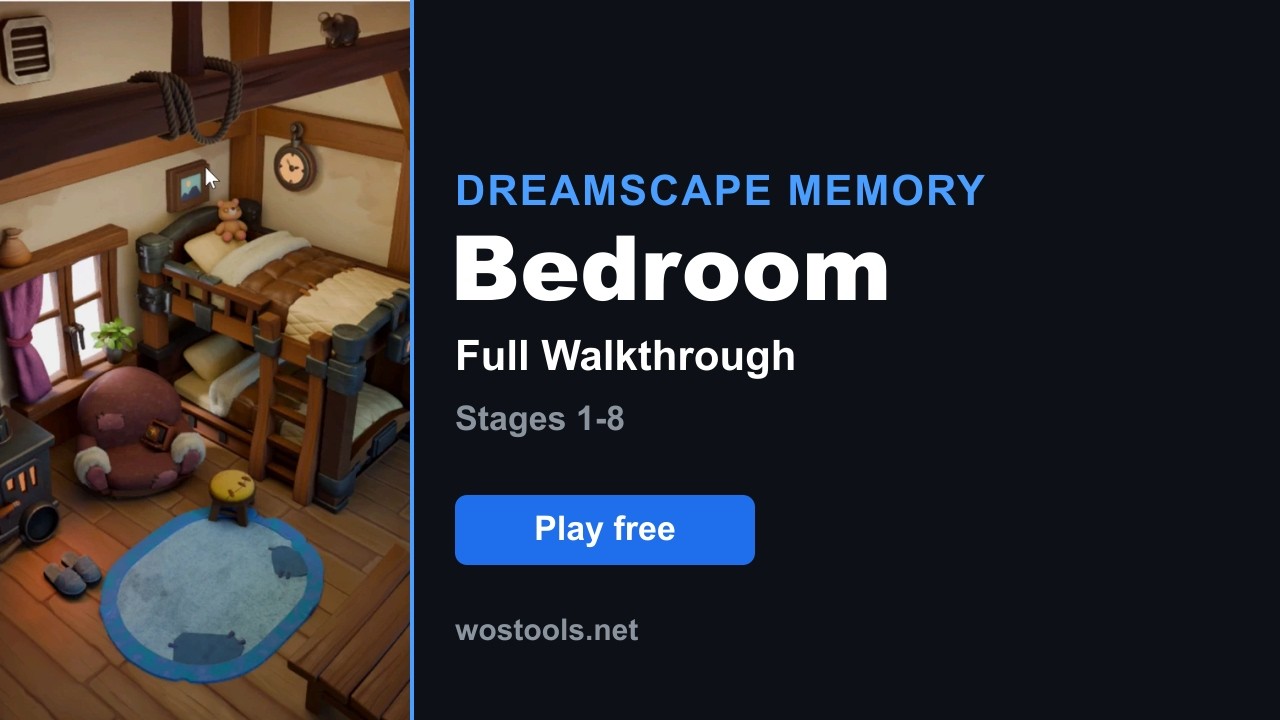 DREAMSCAPE MEMORY
Bedroom
Full Walkthrough
Stages 1-8
Play free
wostools.net